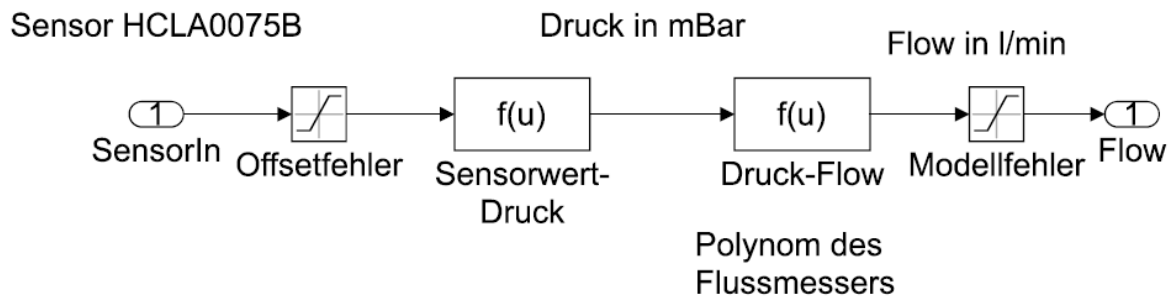 Sensor HCLA0075B
Druck in mBar
Flow in l/min
1
f(u)
f(u)
1
SensorIn
Offsetfehler
Sensorwert-
Druck
Druck-Flow
Modellfehler
Flow
Polynom des
Flussmessers